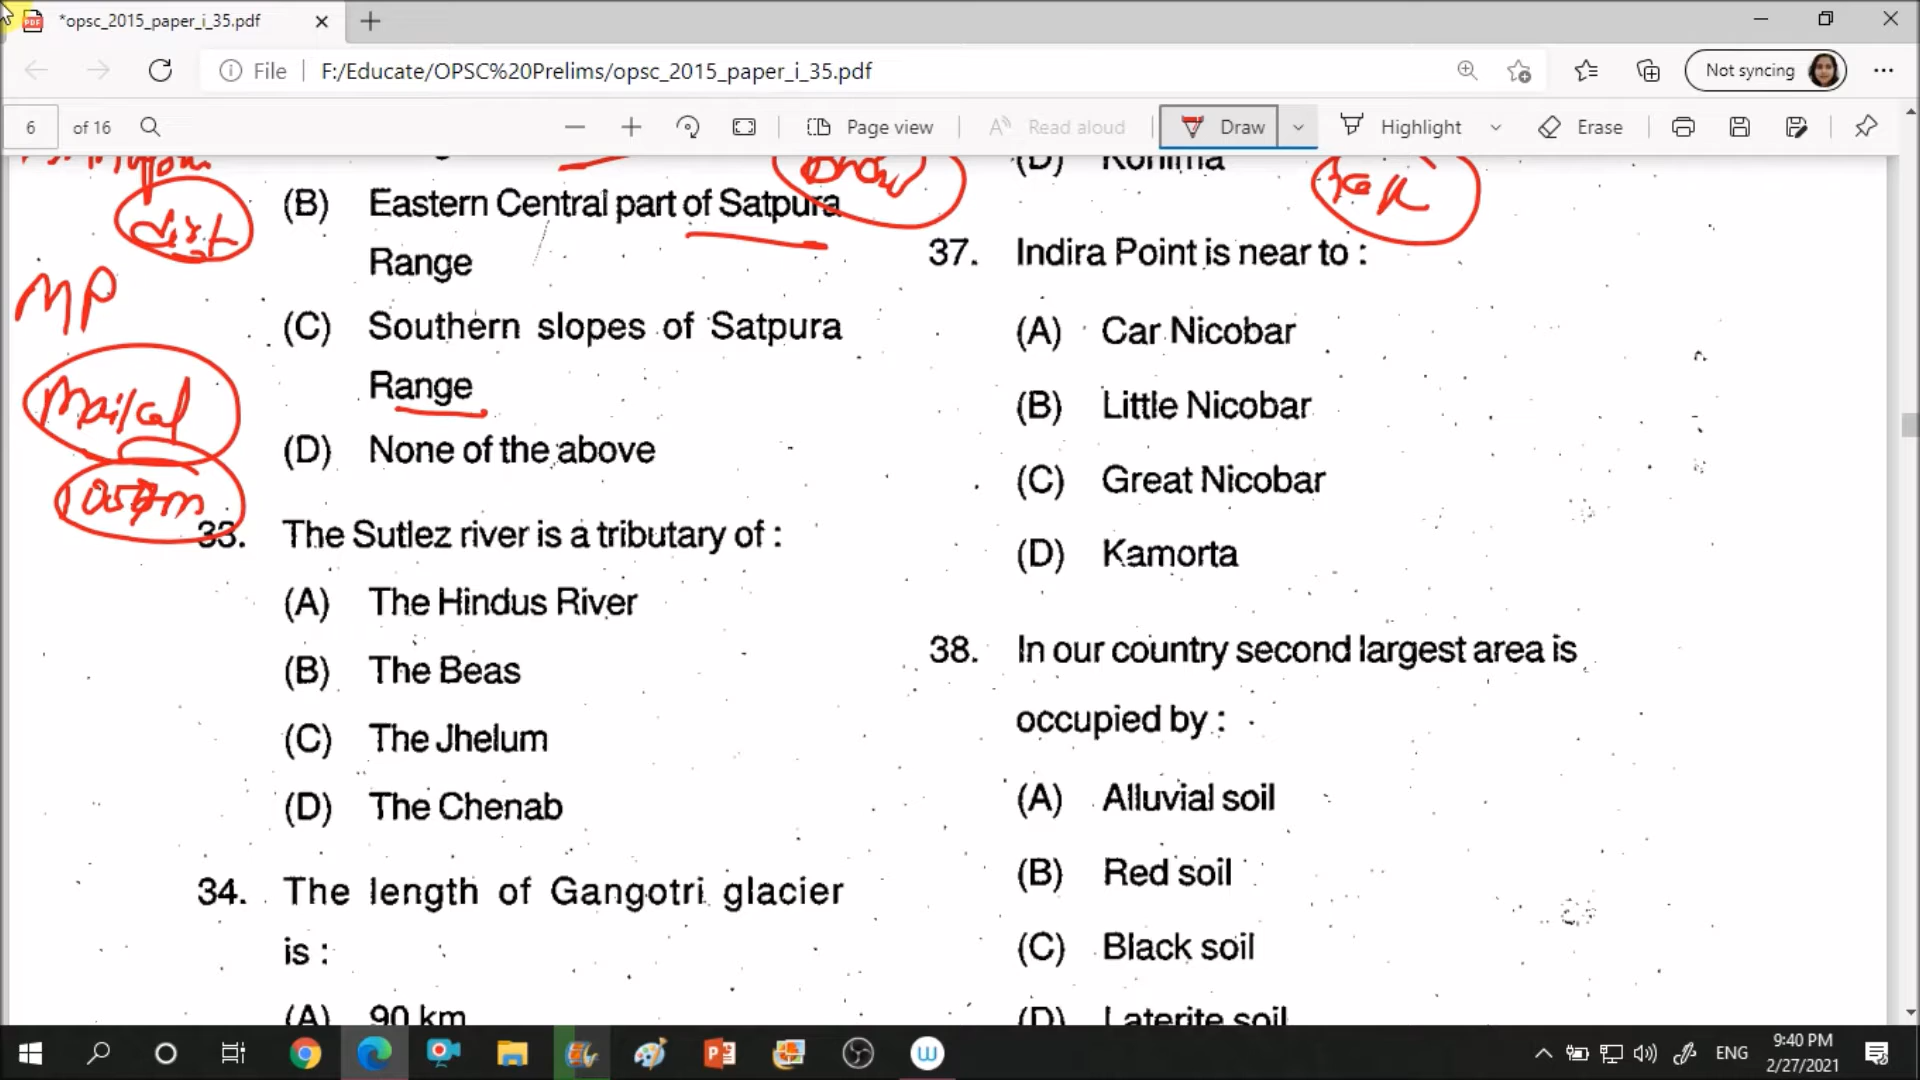 *opsc_2015_paper_i_35.pdf
File F:/Educate/OPSC%20Prelims/opsc_2015_paper_i_35.pdf
Not syncing
6 of 16
Page view
Read aloud
Draw
Highlight
Erase
dist
MP
Maikal
m
(B) Eastern Central part of Satpura
Range
(C) Southern slopes of Satpura
Range
(D) None of the above
33. The Sutlez river is a tributary of :
(A) The Hindus River
(B) The Beas
(C) The Jhelum
(D) The Chenab
34. The length of Gangotri glacier
is :
(A) 90 km
(D) Kohima
37. Indira Point is near to :
(A) Car Nicobar
(B) Little Nicobar
(C) Great Nicobar
(D) Kamorta
38. In our country second largest area is
occupied by :
(A) Alluvial soil
(B) Red soil
(C) Black soil
(D) Laterite soil
ENG
9:40 PM
2/27/2021